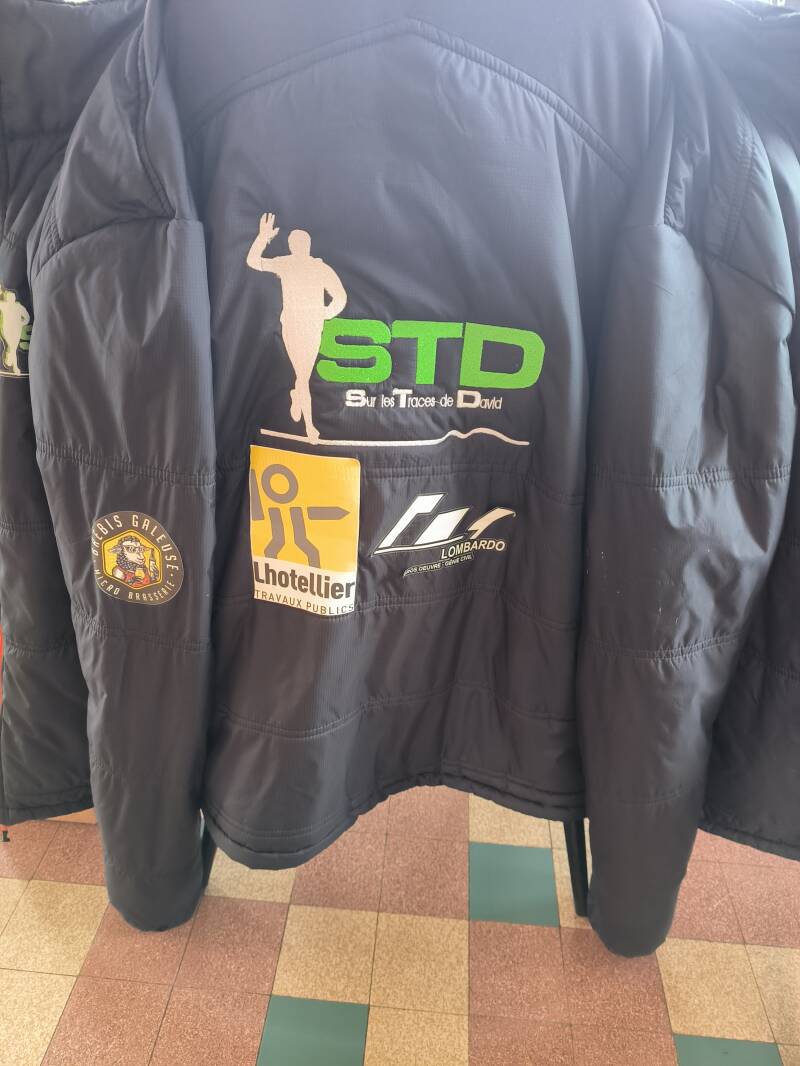 STD
Sur les Traces de David
Lhotellier
TRAVAUX PUBLICS
LOMBARDO
GROS OEUVRE - GÉNIE CIVIL
BREBIS GALEUSE
MICRO BRASSERIE
S